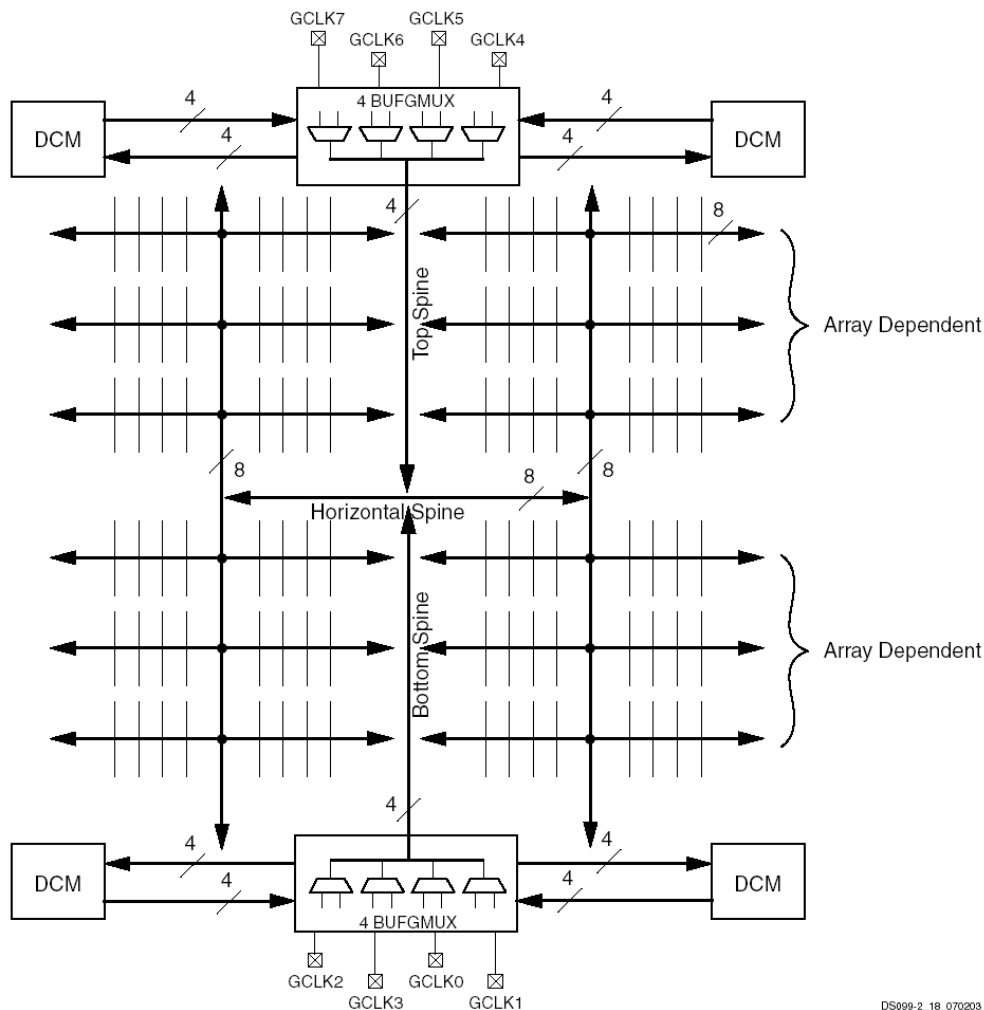 GCLK7
GCLK5
GCLK6
GCLK4
4 BUFGMUX
DCM
4
4
4
4
DCM
4
8
Top Spine
Array Dependent
8
8
8
Horizontal Spine
Bottom Spine
Array Dependent
4
DCM
4
4
4
4
DCM
4 BUFGMUX
GCLK2
GCLK0
GCLK3
GCLK1
DS099-2_18_070203